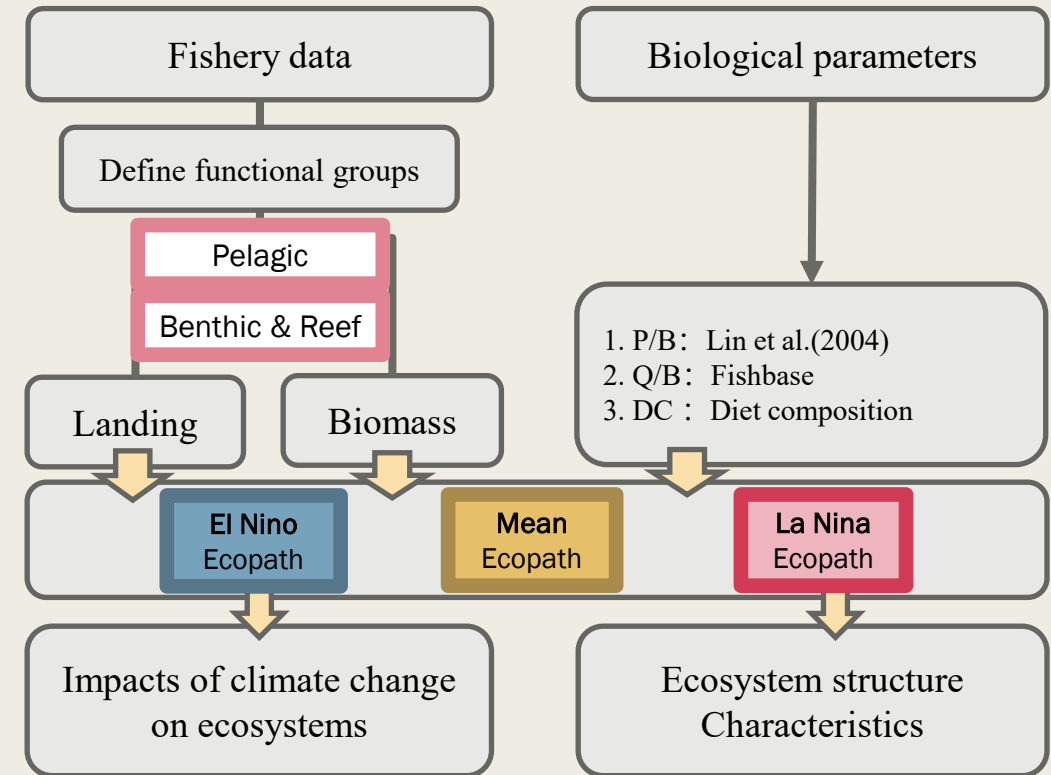 Fishery data
Biological parameters
Define functional groups
Pelagic
Benthic & Reef
1. P/B： Lin et al.(2004)
2. Q/B： Fishbase
3. DC ： Diet composition
Landing
Biomass
El Nino
Ecopath
Mean
Ecopath
La Nina
Ecopath
Impacts of climate change
on ecosystems
Ecosystem structure
Characteristics